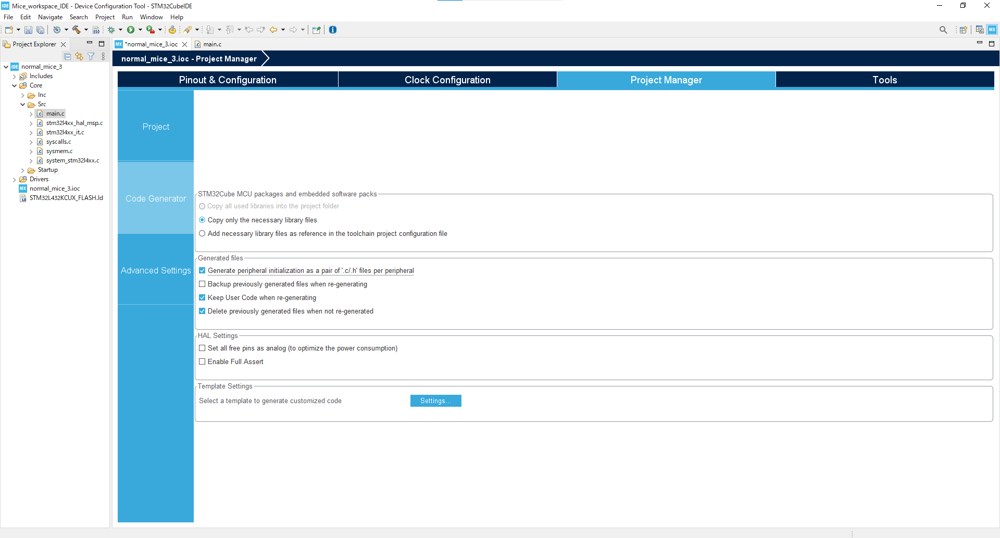 IDE Mice_workspace_IDE - Device Configuration Tool - STM32CubeIDE
File Edit Navigate Search Project Run Window Help
010
MX
Project Explorer
MX *normal_mice_3.ioc
.c main.c
normal_mice_3.ioc - Project Manager
IDE normal_mice_3
Includes
Core
Inc
Src
.c main.c
.c stm32l4xx_hal_msp.c
.c stm32l4xx_it.c
.c syscalls.c
.c sysmem.c
.c system_stm32l4xx.c
Startup
Drivers
MX normal_mice_3.ioc
LD STM32L432KCUX_FLASH.ld
Pinout & Configuration
Clock Configuration
Project Manager
Tools
Project
Code Generator
Advanced Settings
STM32Cube MCU packages and embedded software packs
Copy all used libraries into the project folder
Copy only the necessary library files
Add necessary library files as reference in the toolchain project configuration file
Generated files
Generate peripheral initialization as a pair of '.c/.h' files per peripheral
Backup previously generated files when re-generating
Keep User Code when re-generating
Delete previously generated files when not re-generated
HAL Settings
Set all free pins as analog (to optimize the power consumption)
Enable Full Assert
Template Settings
Select a template to generate customized code
Settings...